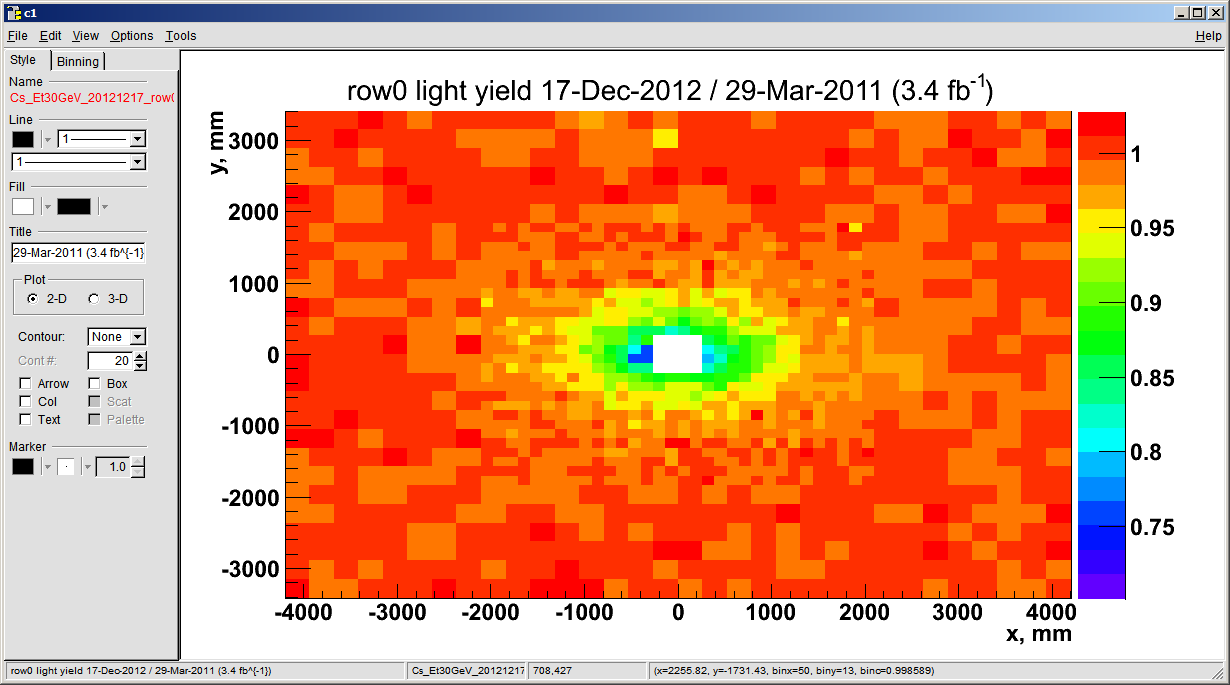 c1
File Edit View Options Tools Help
Style Binning
Name
Cs_Et30GeV_20121217_row0
Line
1
1
Fill
Title
29-Mar-2011 (3.4 fb^{-1}
Plot
2-D 3-D
Contour: None
Cont #: 20
Arrow Box
Col Scat
Text Palette
Marker
1.0
row0 light yield 17-Dec-2012 / 29-Mar-2011 (3.4 fb-1)
y, mm
3000
2000
1000
0
-1000
-2000
-3000
-4000 -3000 -2000 -1000 0 1000 2000 3000 4000
x, mm
1
0.95
0.9
0.85
0.8
0.75
row0 light yield 17-Dec-2012 / 29-Mar-2011 (3.4 fb^{-1}) Cs_Et30GeV_20121217 708,427 (x=2255.82, y=-1731.43, binx=50, biny=13, binc=0.998589)